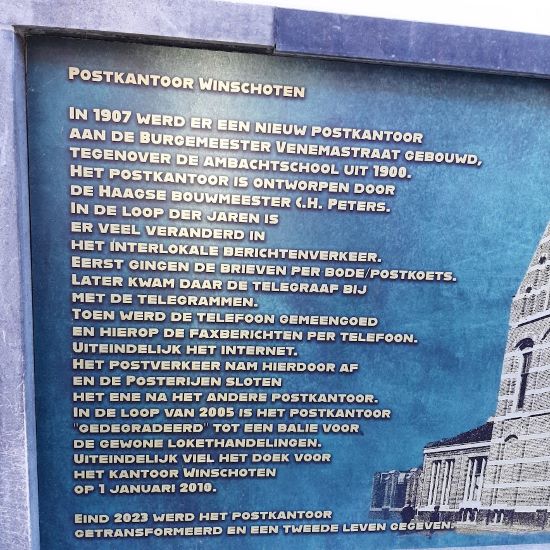 Postkantoor Winschoten
In 1907 werd er een nieuw postkantoor
aan de Burgemeester Venemastraat gebouwd,
tegenover de ambachtschool uit 1900.
Het postkantoor is ontworpen door
de Haagse bouwmeester C.H. Peters.
In de loop der jaren is
er veel veranderd in
het interlokale berichtenverkeer.
Eerst gingen de brieven per bode/postkoets.
Later kwam daar de telegraaf bij
met de telegrammen.
Toen werd de telefoon gemeengoed
en hierop de faxberichten per telefoon.
Uiteindelijk het internet.
Het postverkeer nam hierdoor af
en de Posterijen sloten
het ene na het andere postkantoor.
In de loop van 2005 is het postkantoor
"gedegradeerd" tot een balie voor
de gewone lokethandelingen.
Uiteindelijk viel het doek voor
het kantoor Winschoten
op 1 januari 2010.
Eind 2023 werd het postkantoor
getransformeerd en een tweede leven gegeven.